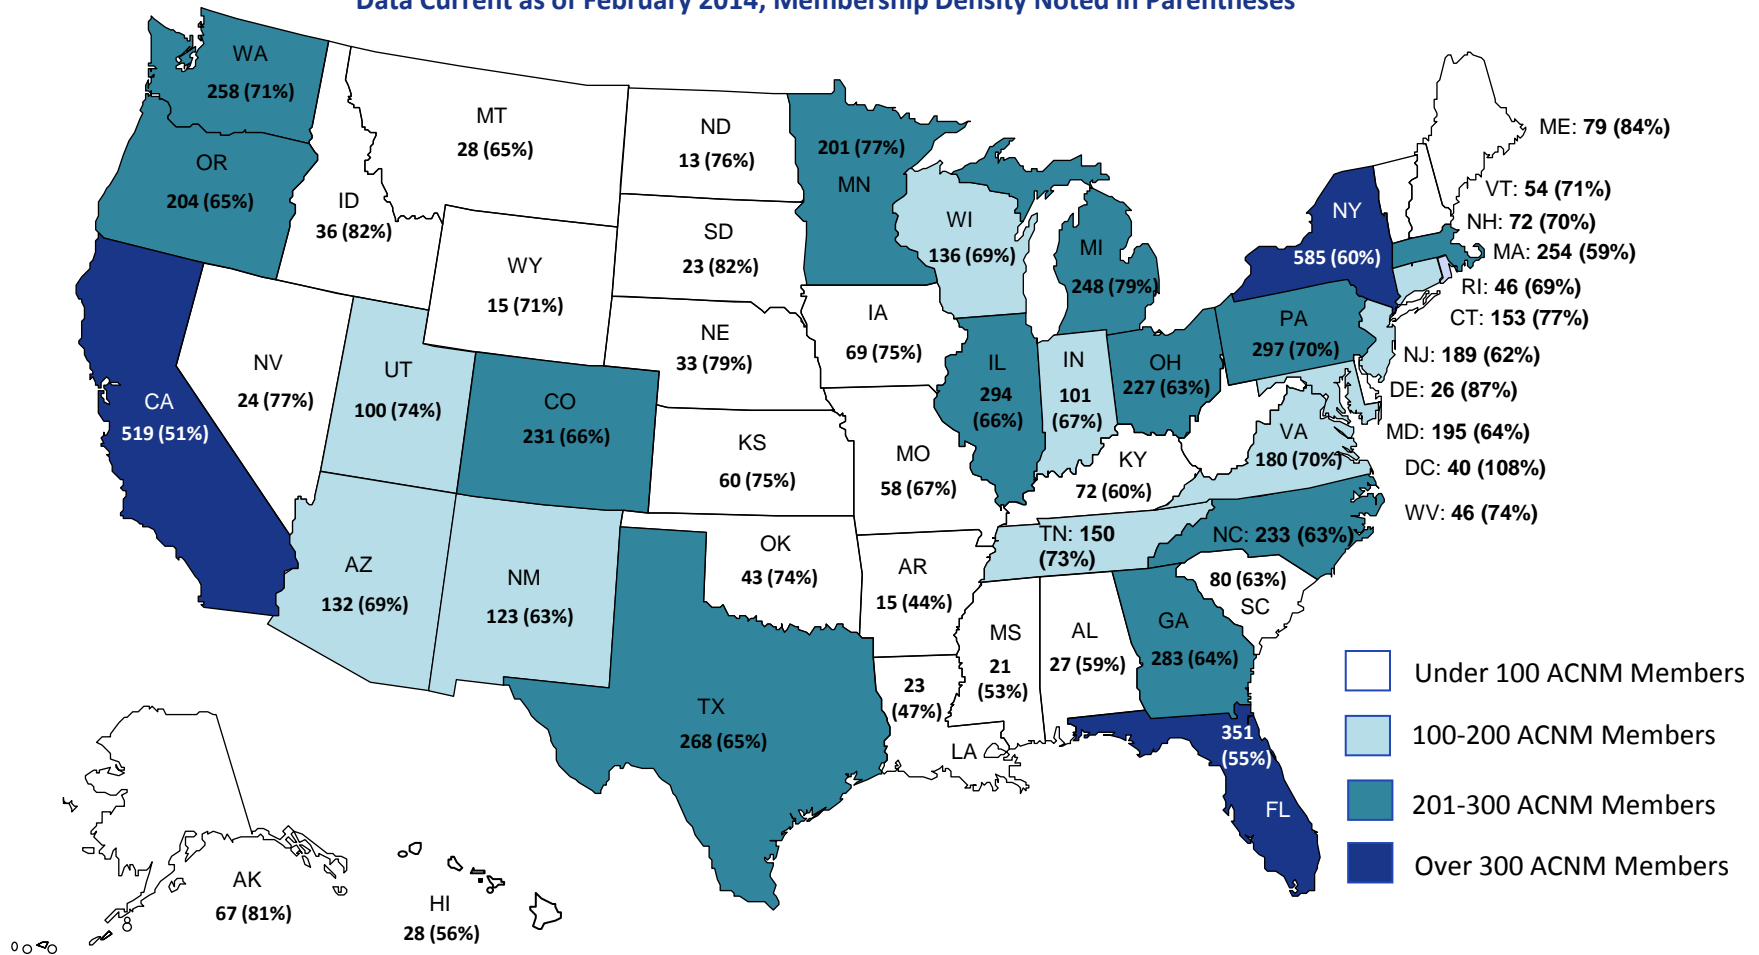 Data Current as of February 2014; Membership Density Noted in Parentheses
WA
258 (71%)
OR
204 (65%)
CA
519 (51%)
NV
24 (77%)
ID
36 (82%)
MT
28 (65%)
WY
15 (71%)
UT
100 (74%)
CO
231 (66%)
AZ
132 (69%)
NM
123 (63%)
ND
13 (76%)
SD
23 (82%)
NE
33 (79%)
KS
60 (75%)
OK
43 (74%)
TX
268 (65%)
201 (77%)
MN
IA
69 (75%)
MO
58 (67%)
AR
15 (44%)
23
(47%)
LA
WI
136 (69%)
IL
294
(66%)
MI
248 (79%)
IN
101
(67%)
OH
227 (63%)
KY
72 (60%)
TN: 150
(73%)
MS
21
(53%)
AL
27 (59%)
GA
283 (64%)
351
(55%)
FL
80 (63%)
SC
NC: 233 (63%)
VA
180 (70%)
PA
297 (70%)
NY
585 (60%)
ME: 79 (84%)
VT: 54 (71%)
NH: 72 (70%)
MA: 254 (59%)
RI: 46 (69%)
CT: 153 (77%)
NJ: 189 (62%)
DE: 26 (87%)
MD: 195 (64%)
DC: 40 (108%)
WV: 46 (74%)
AK
67 (81%)
HI
28 (56%)
Under 100 ACNM Members
100-200 ACNM Members
201-300 ACNM Members
Over 300 ACNM Members